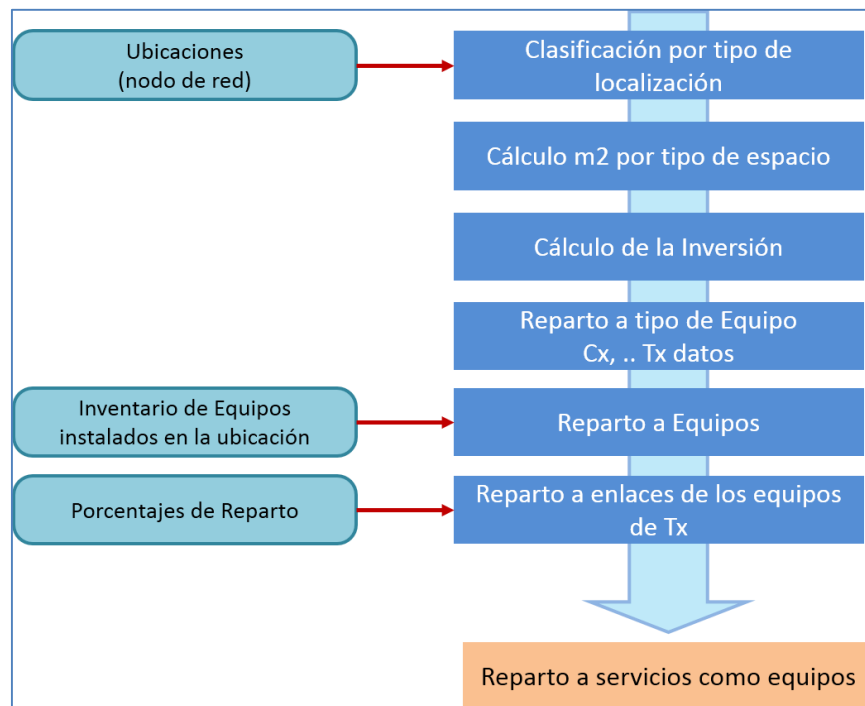 Ubicaciones
(nodo de red)
Clasificación por tipo de
localización
Cálculo m2 por tipo de espacio
Cálculo de la Inversión
Reparto a tipo de Equipo
Cx, .. Tx datos
Inventario de Equipos
instalados en la ubicación
Reparto a Equipos
Porcentajes de Reparto
Reparto a enlaces de los equipos
de Tx
Reparto a servicios como equipos